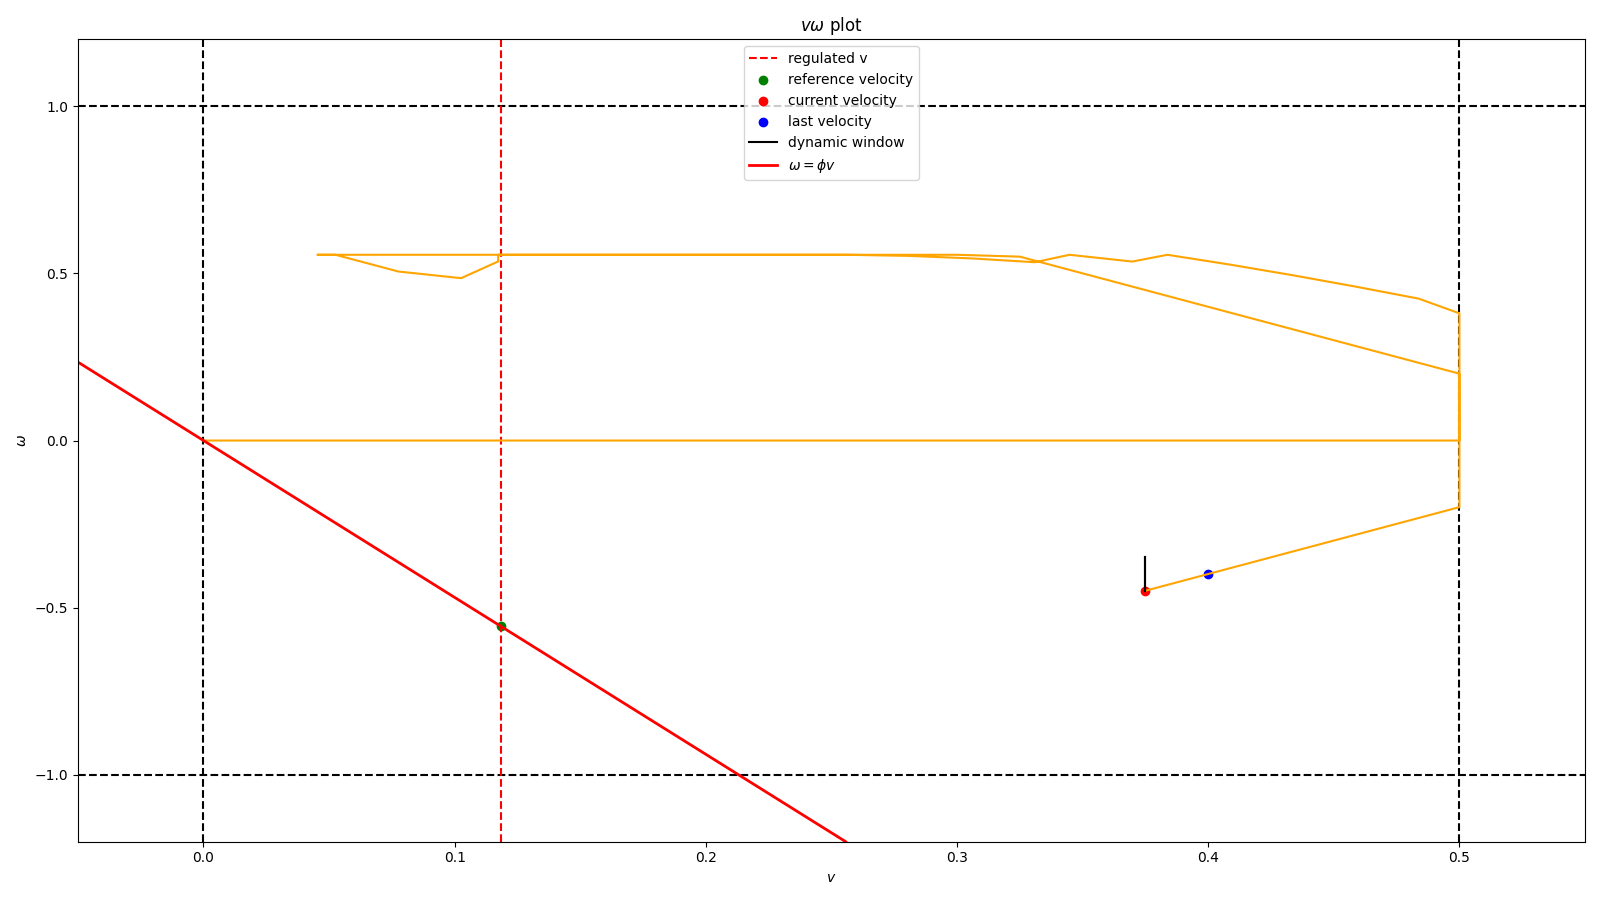 vω plot
regulated v
reference velocity
current velocity
last velocity
dynamic window
ω = ϕv
1.0
0.5
0.0
−0.5
−1.0
ω
0.0 0.1 0.2 0.3 0.4 0.5
v